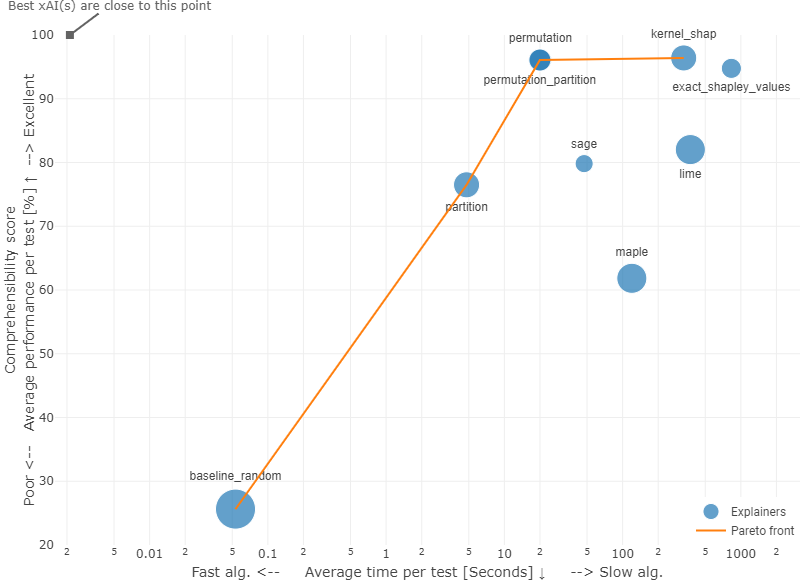 Best xAI(s) are close to this point
100
90
80
70
60
50
40
30
20
Comprehensibility score
Poor <-- Average performance per test [%] ↑ --> Excellent
permutation
permutation_partition
kernel_shap
exact_shapley_values
sage
lime
partition
maple
baseline_random
Explainers
Pareto front
2 5 0.01 2 5 0.1 2 5 1 2 5 10 2 5 100 2 5 1000 2
Fast alg. <-- Average time per test [Seconds] ↓ --> Slow alg.